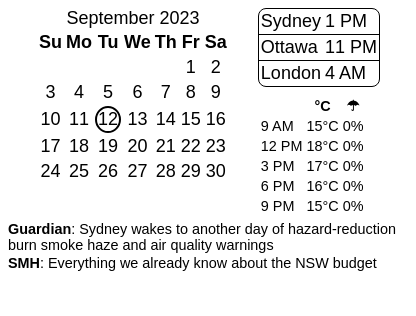 September 2023
Su Mo Tu We Th Fr Sa
1 2
3 4 5 6 7 8 9
10 11 12 13 14 15 16
17 18 19 20 21 22 23
24 25 26 27 28 29 30
Sydney 1 PM
Ottawa 11 PM
London 4 AM
°C ☂
9 AM 15°C 0%
12 PM 18°C 0%
3 PM 17°C 0%
6 PM 16°C 0%
9 PM 15°C 0%
Guardian: Sydney wakes to another day of hazard-reduction
burn smoke haze and air quality warnings
SMH: Everything we already know about the NSW budget